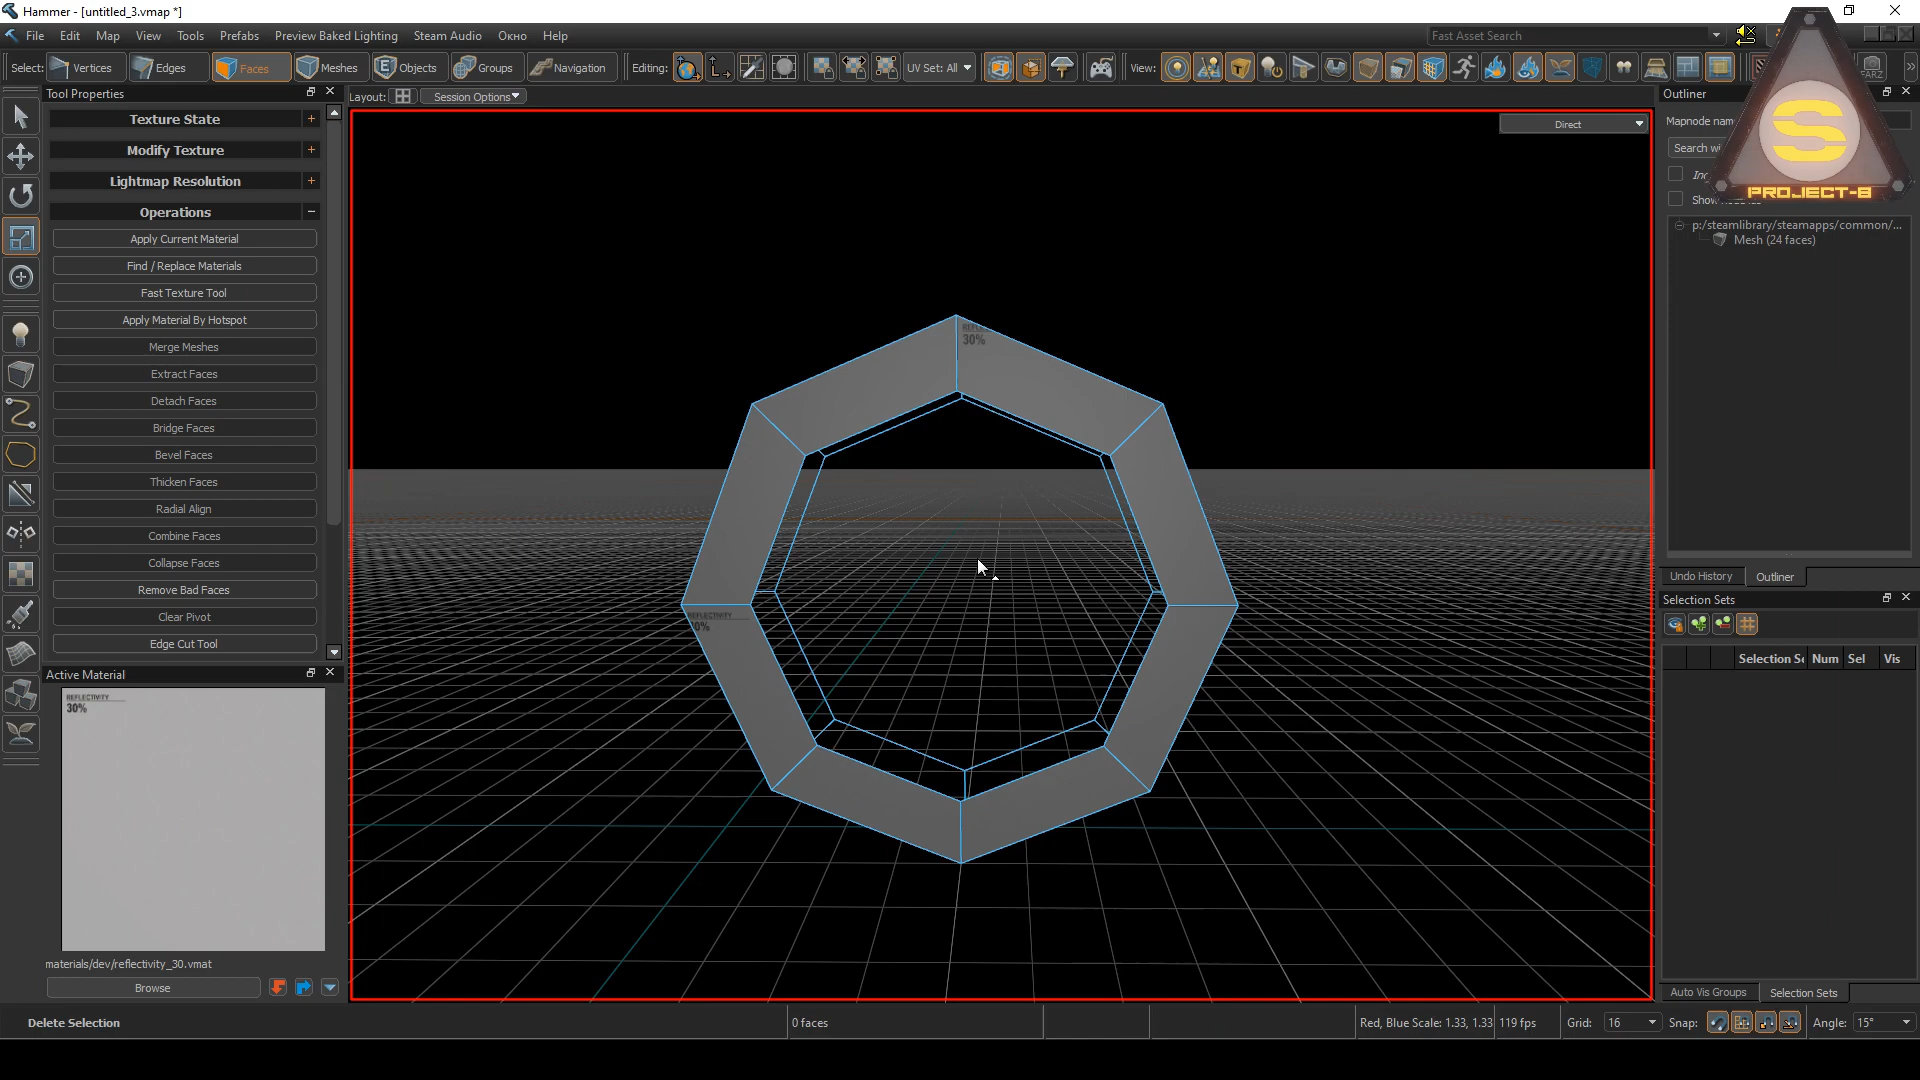 Hammer - [untitled_3.vmap *]
File Edit Map View Tools Prefabs Preview Baked Lighting Steam Audio Окно Help
Fast Asset Search
Select: Vertices Edges Faces Meshes Objects Groups Navigation Editing: UV Set: All View:
FARZ
Tool Properties
Layout: Session Options
Outliner
Direct
Texture State
Modify Texture
Lightmap Resolution
Operations
Apply Current Material
Find / Replace Materials
Fast Texture Tool
Apply Material By Hotspot
Merge Meshes
Extract Faces
Detach Faces
Bridge Faces
Bevel Faces
Thicken Faces
Radial Align
Combine Faces
Collapse Faces
Remove Bad Faces
Clear Pivot
Edge Cut Tool
Active Material
REFLECTIVITY
30%
materials/dev/reflectivity_30.vmat
Browse
30%
REFLECTIVITY
Mapnode
Search
Show
S
PROJECT-8
p:/steamlibrary/steamapps/common/...
Mesh (24 faces)
Undo History Outliner
Selection Sets
Num Sel Vis
Auto Vis Groups Selection Sets
Delete Selection
0 faces
Red, Blue Scale: 1.33, 1.33 119 fps Grid: 16 Snap: Angle: 15°